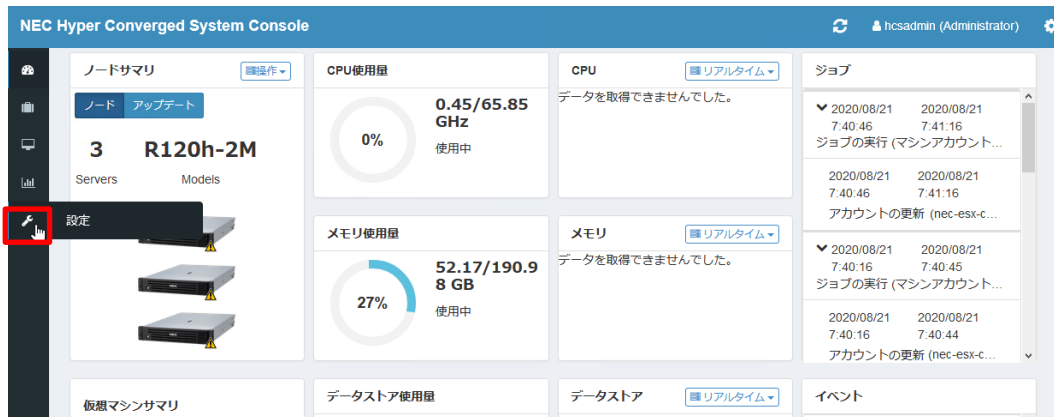 NEC Hyper Converged System Console
hcsadmin (Administrator)
ノードサマリ
操作
ノード アップデート
3 R120h-2M
Servers Models
設定
CPU使用量
0%
0.45/65.85
GHz
使用中
CPU
リアルタイム
データを取得できませんでした。
メモリ使用量
27%
52.17/190.9
8 GB
使用中
メモリ
リアルタイム
データを取得できませんでした。
ジョブ
2020/08/21 2020/08/21
7:40:46 7:41:16
ジョブの実行 (マシンアカウント...
2020/08/21 2020/08/21
7:40:46 7:41:16
アカウントの更新 (nec-esx-c...
2020/08/21 2020/08/21
7:40:16 7:40:45
ジョブの実行 (マシンアカウント...
2020/08/21 2020/08/21
7:40:16 7:40:44
アカウントの更新 (nec-esx-c...
仮想マシンサマリ
データストア使用量
データストア
リアルタイム
イベント